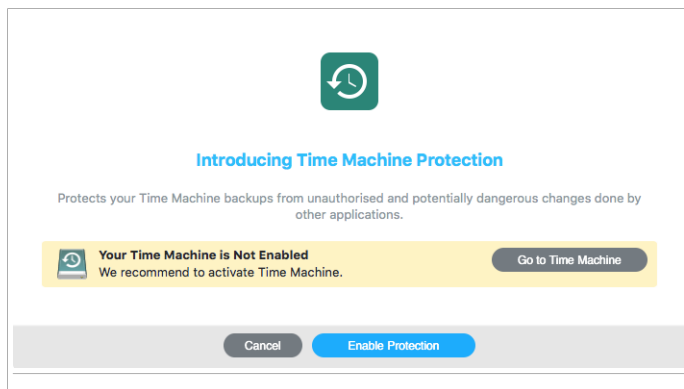 Introducing Time Machine Protection
Protects your Time Machine backups from unauthorised and potentially dangerous changes done by
other applications.
Your Time Machine is Not Enabled
We recommend to activate Time Machine.
Go to Time Machine
Cancel
Enable Protection